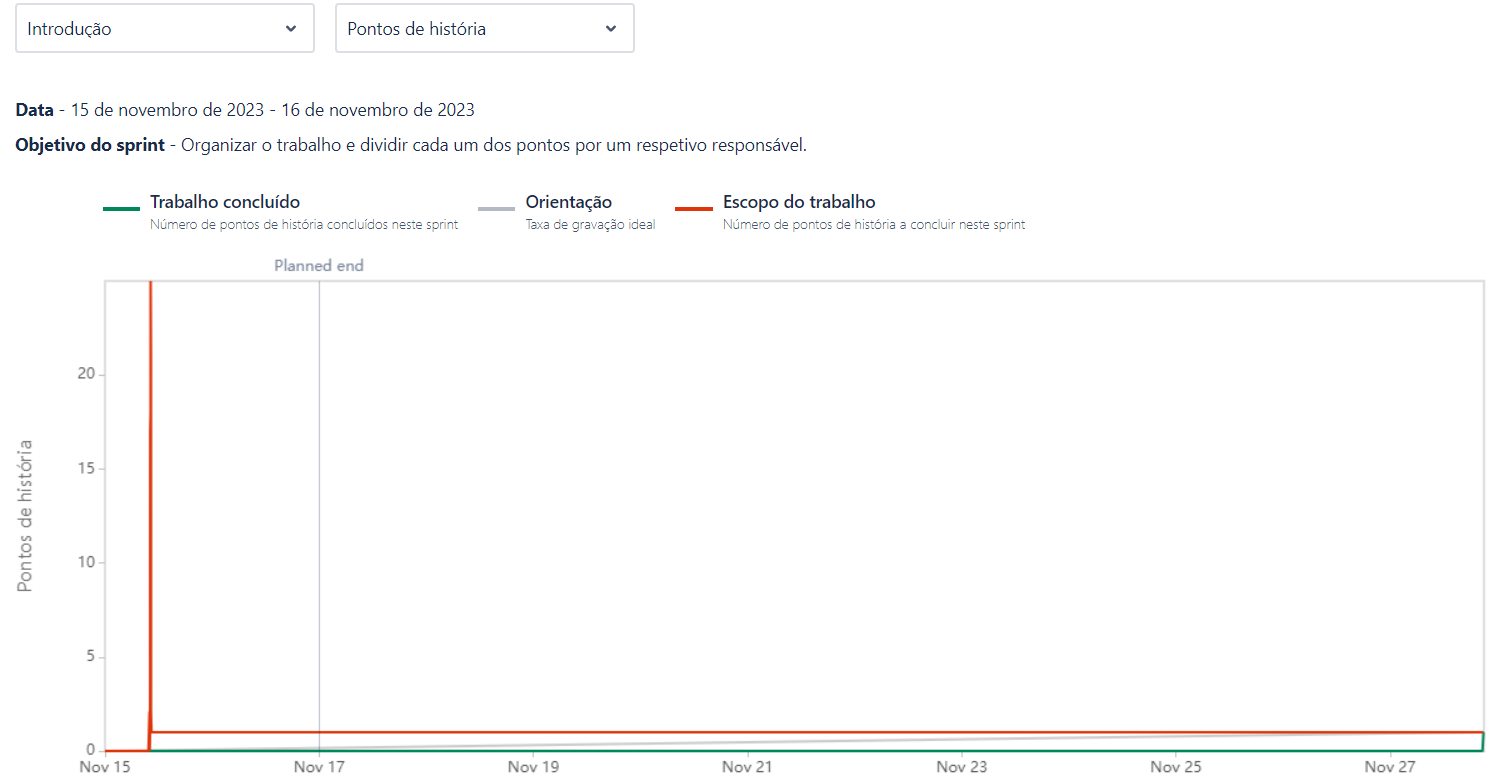 Introdução
Pontos de história
Data - 15 de novembro de 2023 - 16 de novembro de 2023
Objetivo do sprint - Organizar o trabalho e dividir cada um dos pontos por um respetivo responsável.
Trabalho concluído
Número de pontos de história concluídos neste sprint
Orientação
Taxa de gravação ideal
Escopo do trabalho
Número de pontos de história a concluir neste sprint
Planned end
Pontos de história
20
15
10
5
0
Nov 15
Nov 17
Nov 19
Nov 21
Nov 23
Nov 25
Nov 27